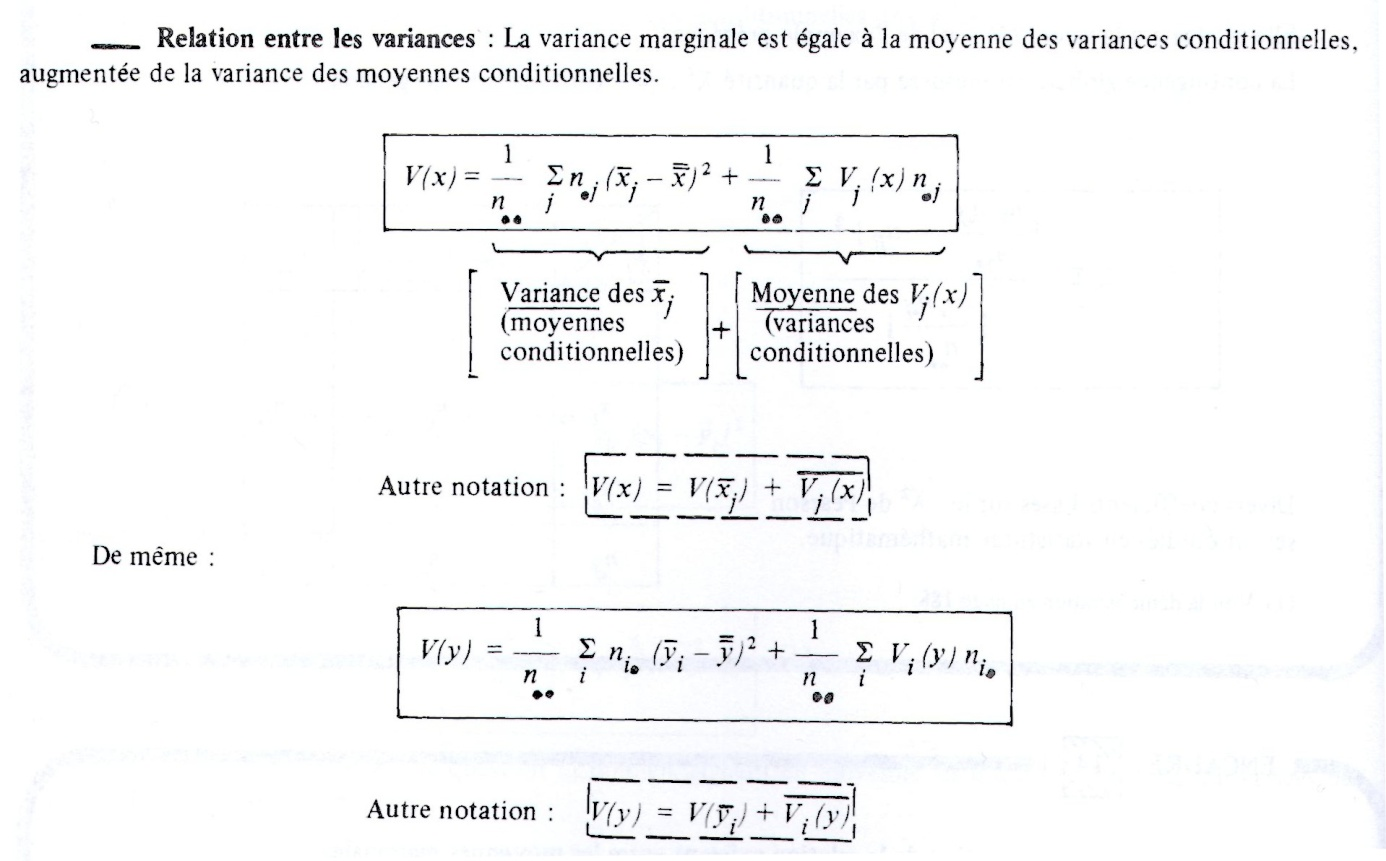 Relation entre les variances : La variance marginale est égale à la moyenne des variances conditionnelles,
augmentée de la variance des moyennes conditionnelles.
V(x) = 1/n•• Σj n•j (x̅j − x̿)² + 1/n•• Σj Vj (x) n•j
[Variance des x̅j (moyennes conditionnelles)] + [Moyenne des Vj(x) (variances conditionnelles)]
Autre notation : V(x) = V(x̅j) + V̅j̅ ̅(̅x̅)̅
De même :
V(y) = 1/n•• Σi ni• (y̅i − y̿)² + 1/n•• Σi Vi (y) ni•
Autre notation : V(y) = V(y̅i) + V̅i̅ ̅(̅y̅)̅